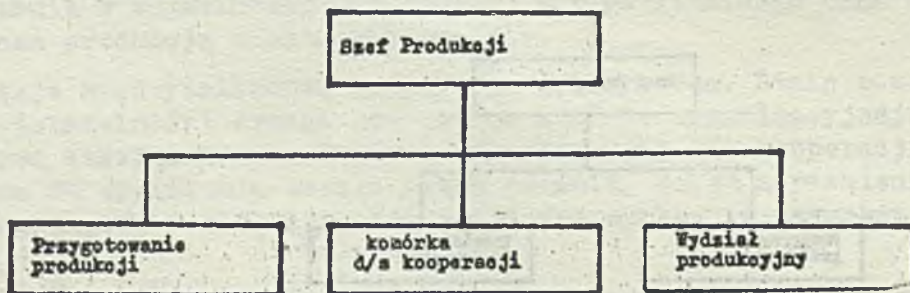 Szef Produkcji
Przygotowanie
produkcji
komórka
d/s kooperacji
Wydział
produkcyjny